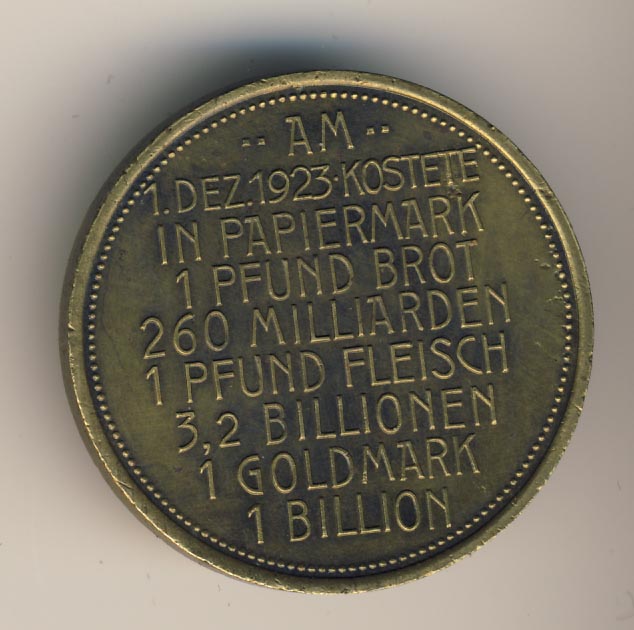 ·· AM ··
1. DEZ. 1923 · KOSTETE
IN PAPIERMARK
1 PFUND BROT
260 MILLIARDEN
1 PFUND FLEISCH
3,2 BILLIONEN
1 GOLDMARK
1 BILLION